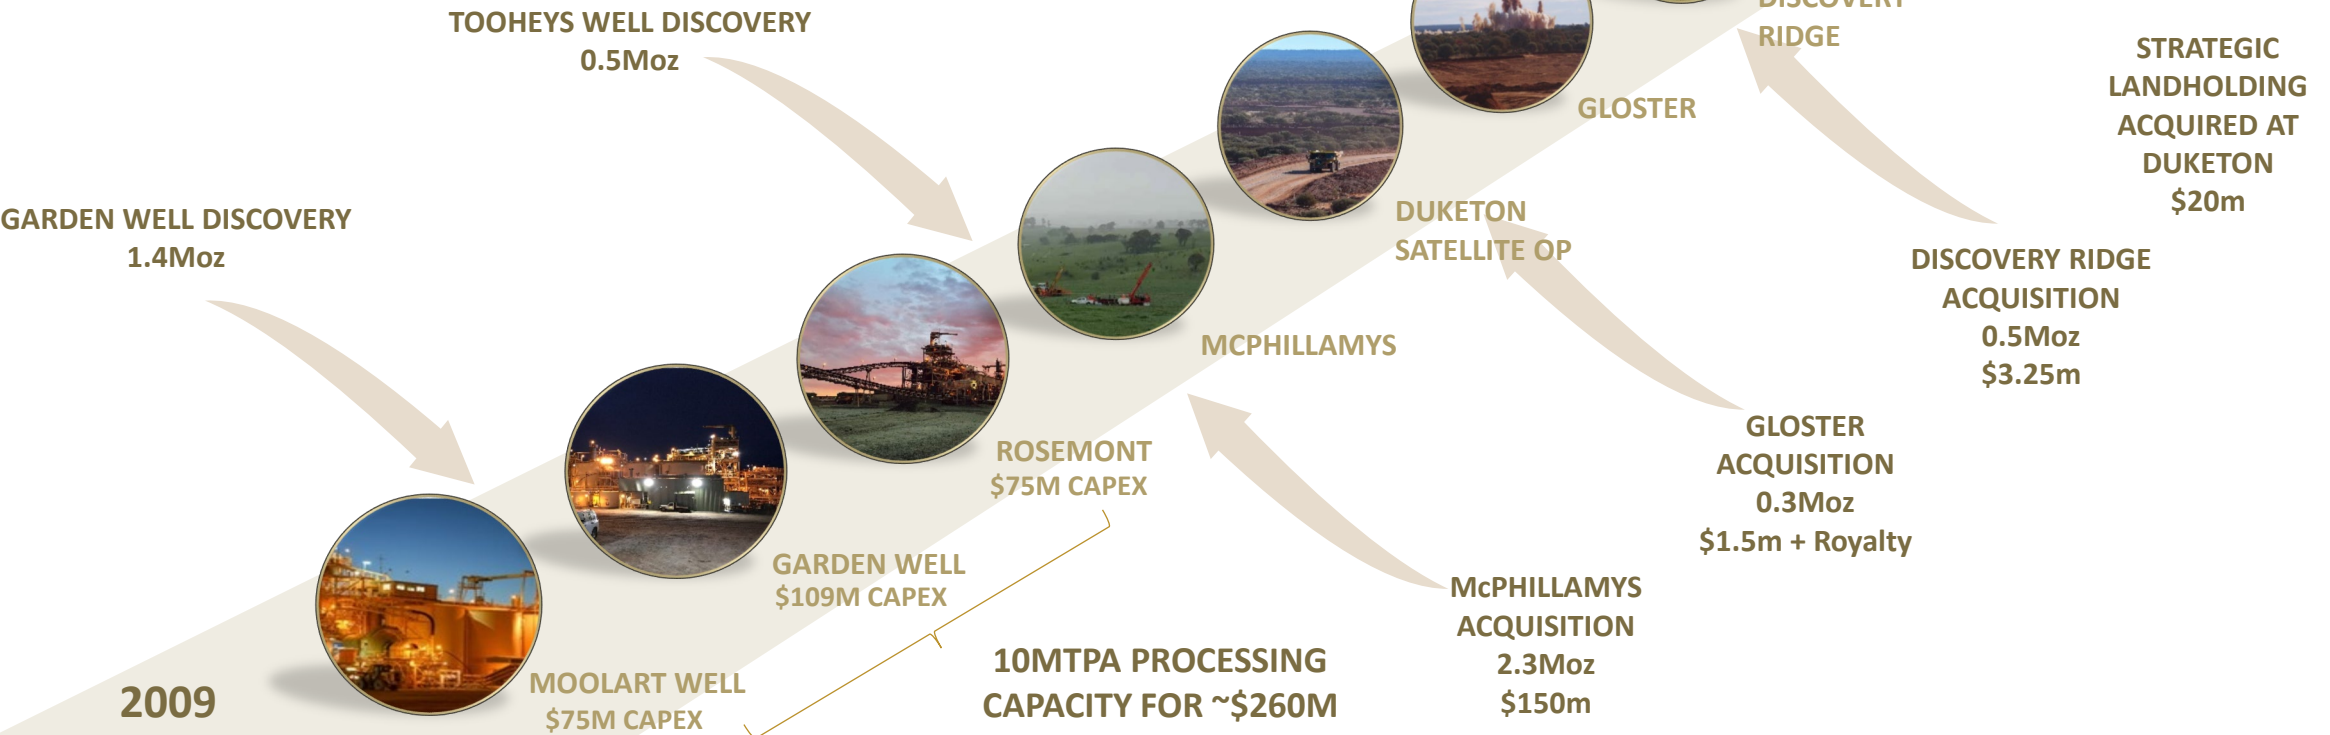 TOOHEYS WELL DISCOVERY
0.5Moz
DISCOVERY
RIDGE
STRATEGIC
LANDHOLDING
ACQUIRED AT
DUKETON
$20m
GLOSTER
GARDEN WELL DISCOVERY
1.4Moz
DUKETON
SATELLITE OP
DISCOVERY RIDGE
ACQUISITION
0.5Moz
$3.25m
MCPHILLAMYS
GLOSTER
ACQUISITION
0.3Moz
$1.5m + Royalty
ROSEMONT
$75M CAPEX
GARDEN WELL
$109M CAPEX
McPHILLAMYS
ACQUISITION
2.3Moz
$150m
10MTPA PROCESSING
CAPACITY FOR ~$260M
MOOLART WELL
$75M CAPEX
2009